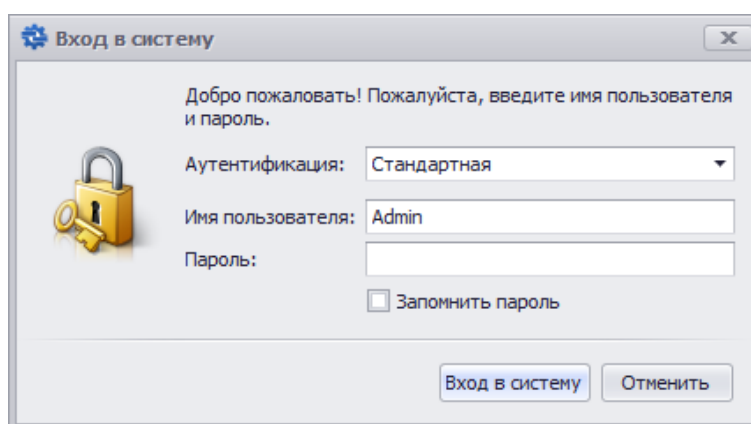 Вход в систему
Добро пожаловать! Пожалуйста, введите имя пользователя
и пароль.
Аутентификация: Стандартная
Имя пользователя: Admin
Пароль:
Запомнить пароль
Вход в систему Отменить